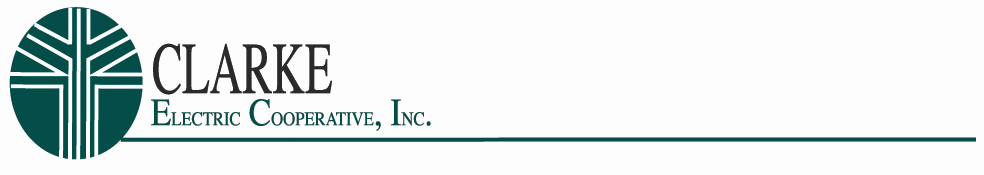 CLARKE
ELECTRIC COOPERATIVE, INC.